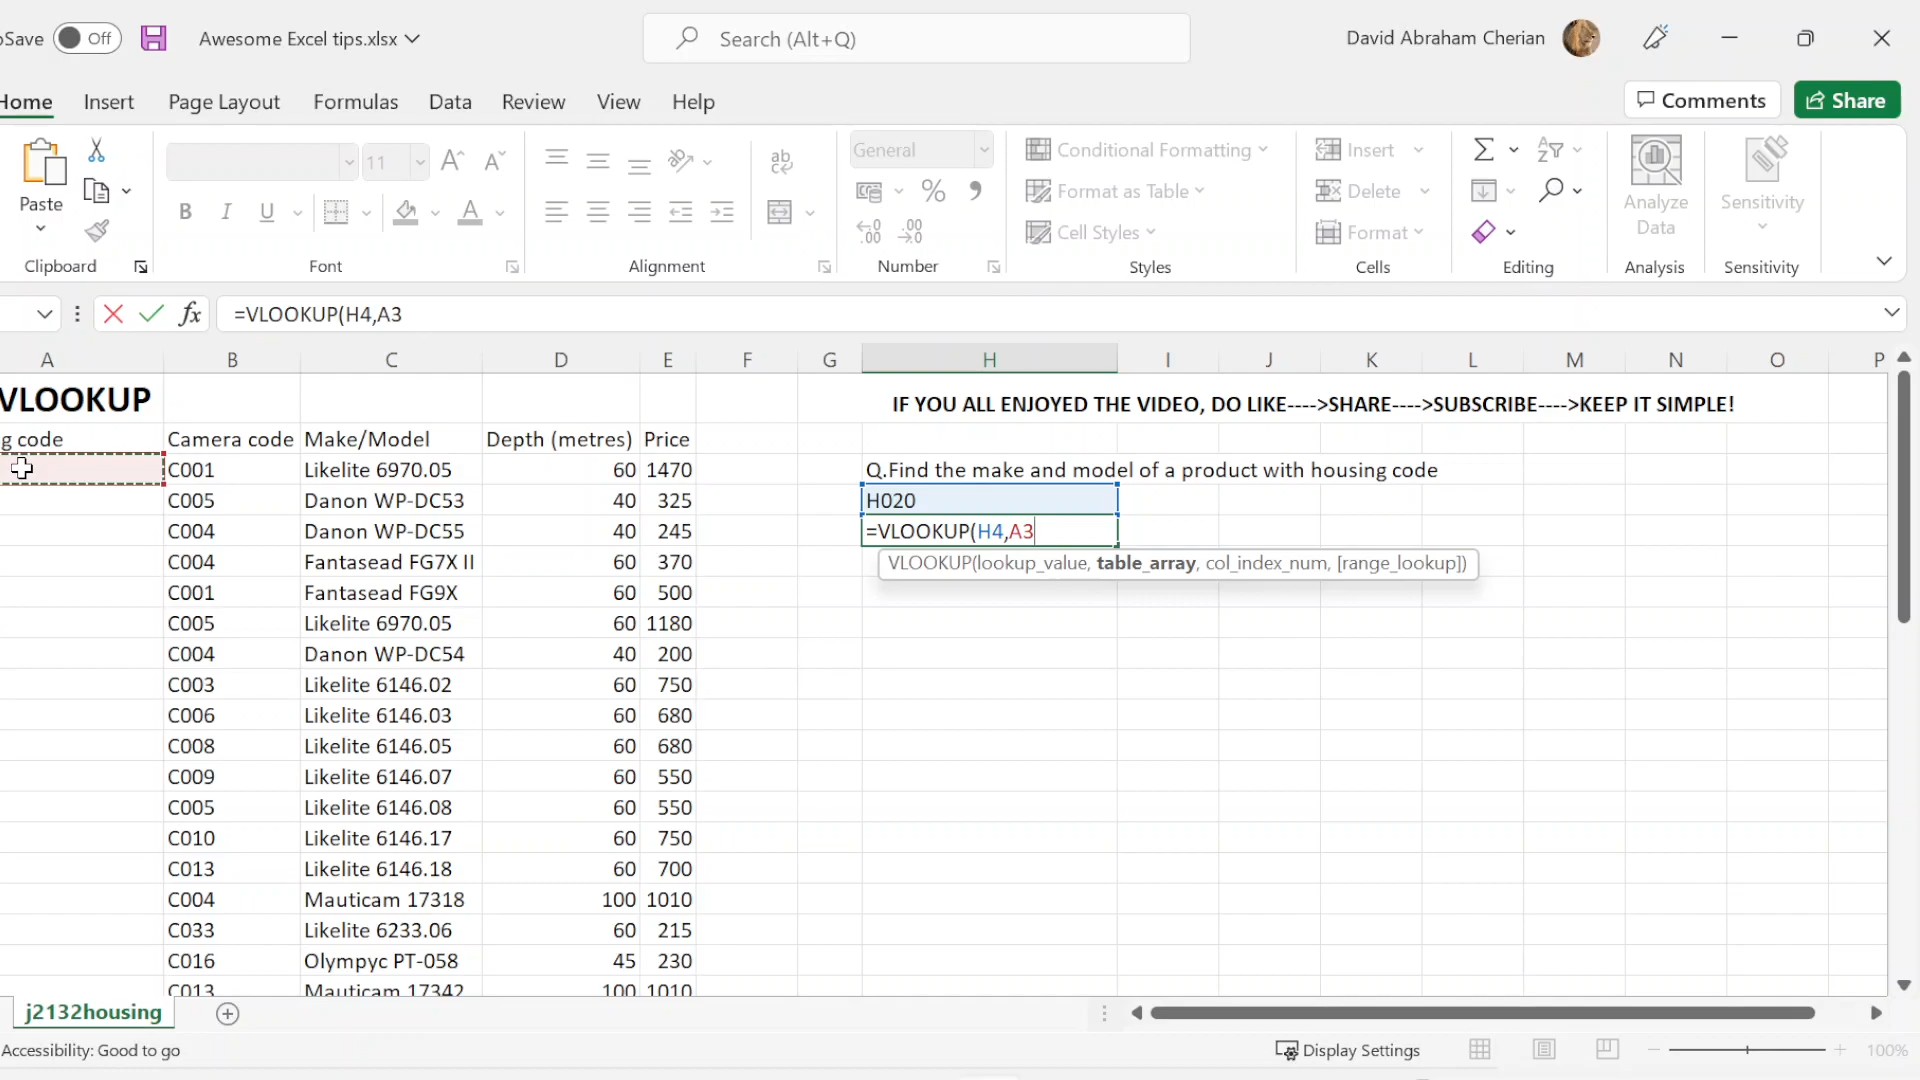 oSave Off Awesome Excel tips.xlsx Search (Alt+Q) David Abraham Cherian
Home Insert Page Layout Formulas Data Review View Help Comments Share
Paste 11 General Conditional Formatting Insert
B I U Format as Table Delete Analyze Data Sensitivity
Cell Styles Format
Clipboard Font Alignment Number Styles Cells Editing Analysis Sensitivity
fx =VLOOKUP(H4,A3
A B C D E F G H I J K L M N O P
VLOOKUP IF YOU ALL ENJOYED THE VIDEO, DO LIKE---->SHARE---->SUBSCRIBE---->KEEP IT SIMPLE!
g code Camera code Make/Model Depth (metres) Price
C001 Likelite 6970.05 60 1470 Q.Find the make and model of a product with housing code
C005 Danon WP-DC53 40 325 H020
C004 Danon WP-DC55 40 245 =VLOOKUP(H4,A3
C004 Fantasead FG7X II 60 370 VLOOKUP(lookup_value, table_array, col_index_num, [range_lookup])
C001 Fantasead FG9X 60 500
C005 Likelite 6970.05 60 1180
C004 Danon WP-DC54 40 200
C003 Likelite 6146.02 60 750
C006 Likelite 6146.03 60 680
C008 Likelite 6146.05 60 680
C009 Likelite 6146.07 60 550
C005 Likelite 6146.08 60 550
C010 Likelite 6146.17 60 750
C013 Likelite 6146.18 60 700
C004 Mauticam 17318 100 1010
C033 Likelite 6233.06 60 215
C016 Olympyc PT-058 45 230
C013 Mauticam 17342 100 1010
j2132housing
Accessibility: Good to go Display Settings 100%